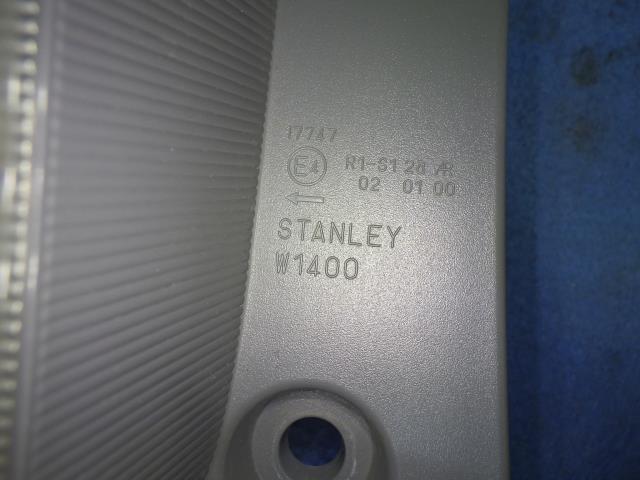 17747
E4 R1-S1 2a AR
02 01 00
←
STANLEY
W1400